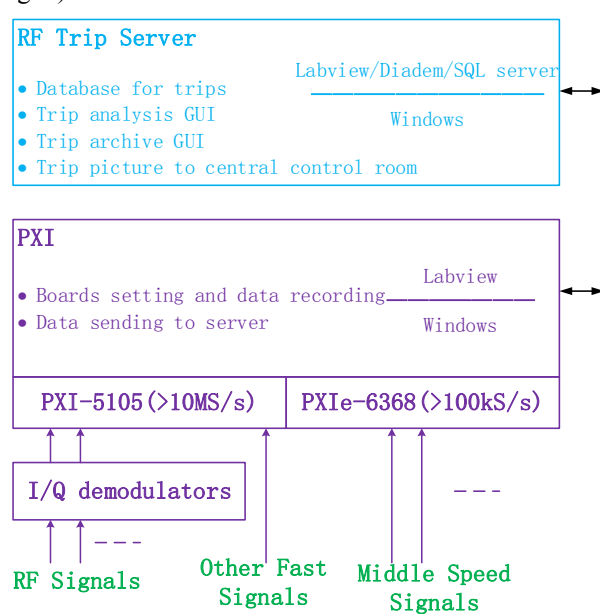 RF Trip Server
Labview/Diadem/SQL server
• Database for trips
• Trip analysis GUI
Windows
• Trip archive GUI
• Trip picture to central control room
PXI
Labview
• Boards setting and data recording
• Data sending to server
Windows
PXI-5105(>10MS/s)
PXIe-6368(>100kS/s)
I/Q demodulators
RF Signals
Other Fast
Signals
Middle Speed
Signals